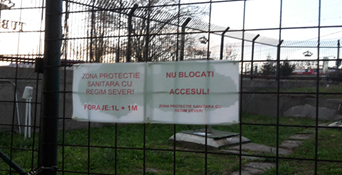 ZONA PROTECTIE
SANITARA CU
REGIM SEVER!
FORAJE:1L + 1M
NU BLOCATI
ACCESUL!
ZONA PROTECTIE SANITARA CU
REGIM SEVER!